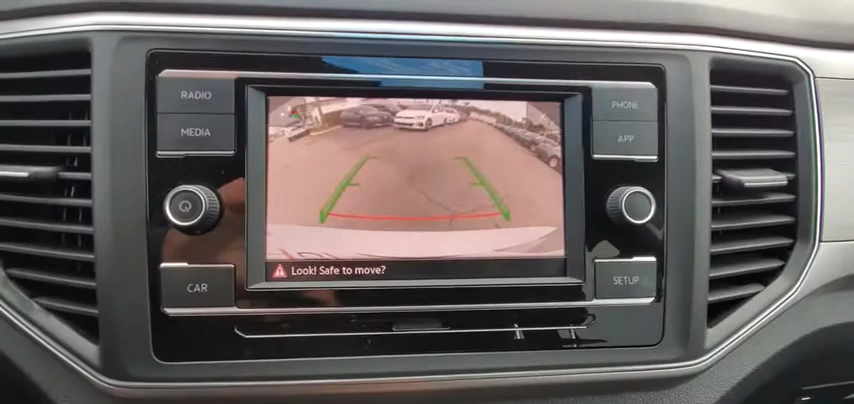 RADIO
MEDIA
PHONE
APP
Look! Safe to move?
CAR
SETUP